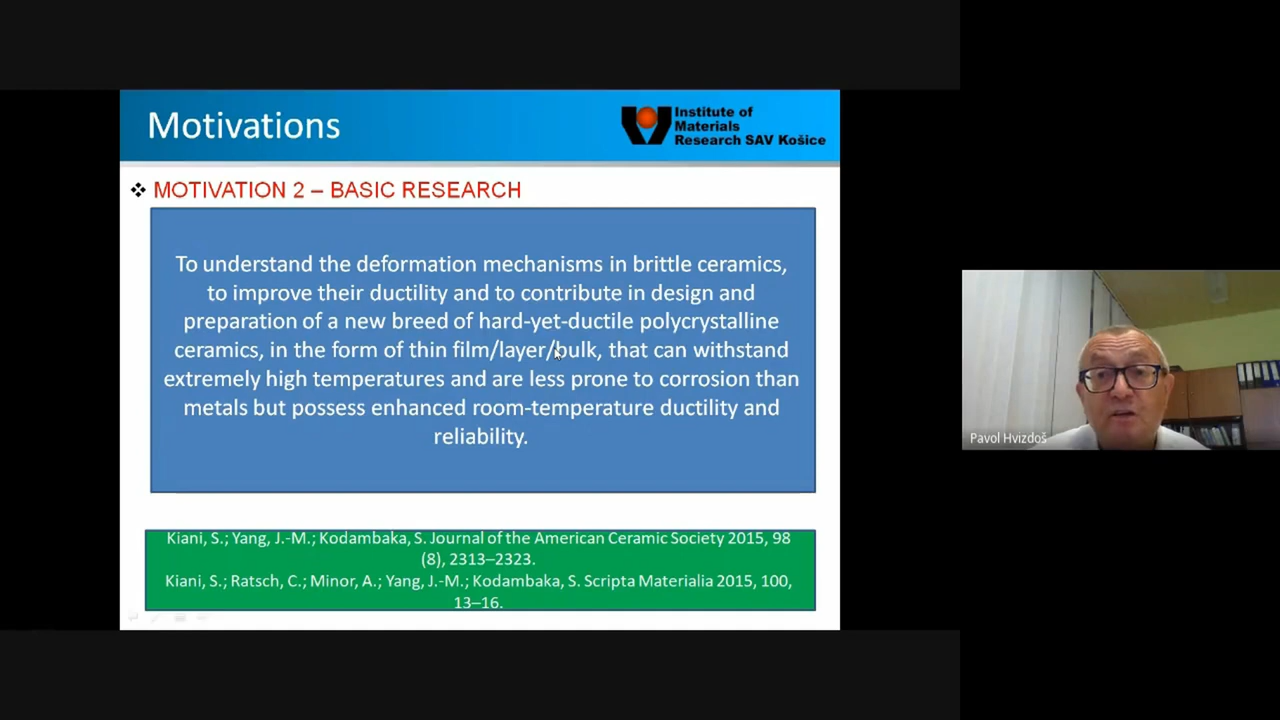 Motivations
Institute of
Materials
Research SAV Košice
❖ MOTIVATION 2 – BASIC RESEARCH
To understand the deformation mechanisms in brittle ceramics,
to improve their ductility and to contribute in design and
preparation of a new breed of hard-yet-ductile polycrystalline
ceramics, in the form of thin film/layer/bulk, that can withstand
extremely high temperatures and are less prone to corrosion than
metals but possess enhanced room-temperature ductility and
reliability.
Kiani, S.; Yang, J.-M.; Kodambaka, S. Journal of the American Ceramic Society 2015, 98
(8), 2313–2323.
Kiani, S.; Ratsch, C.; Minor, A.; Yang, J.-M.; Kodambaka, S. Scripta Materialia 2015, 100,
13–16.
Pavol Hvizdoš